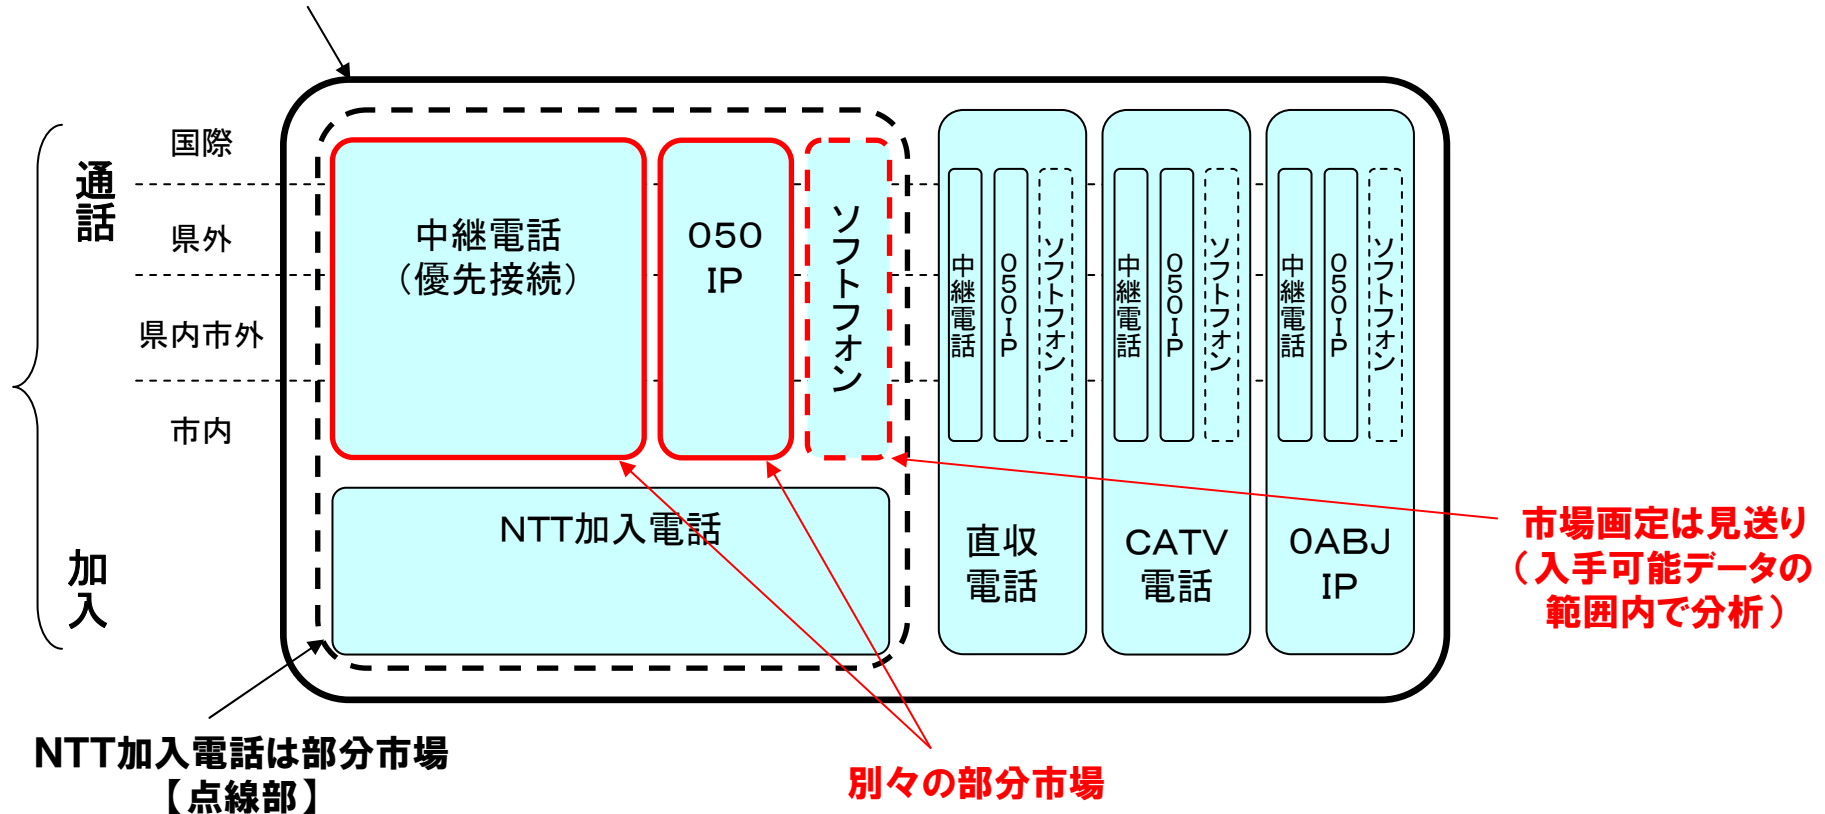 通話
国際
県外
県内市外
市内
加入
中継電話
（優先接続）
050
IP
ソフトフォン
NTT加入電話
中継電話
050IP
ソフトフォン
直収
電話
中継電話
050IP
ソフトフォン
CATV
電話
中継電話
050IP
ソフトフォン
0ABJ
IP
市場画定は見送り
（入手可能データの
範囲内で分析）
NTT加入電話は部分市場
【点線部】
別々の部分市場